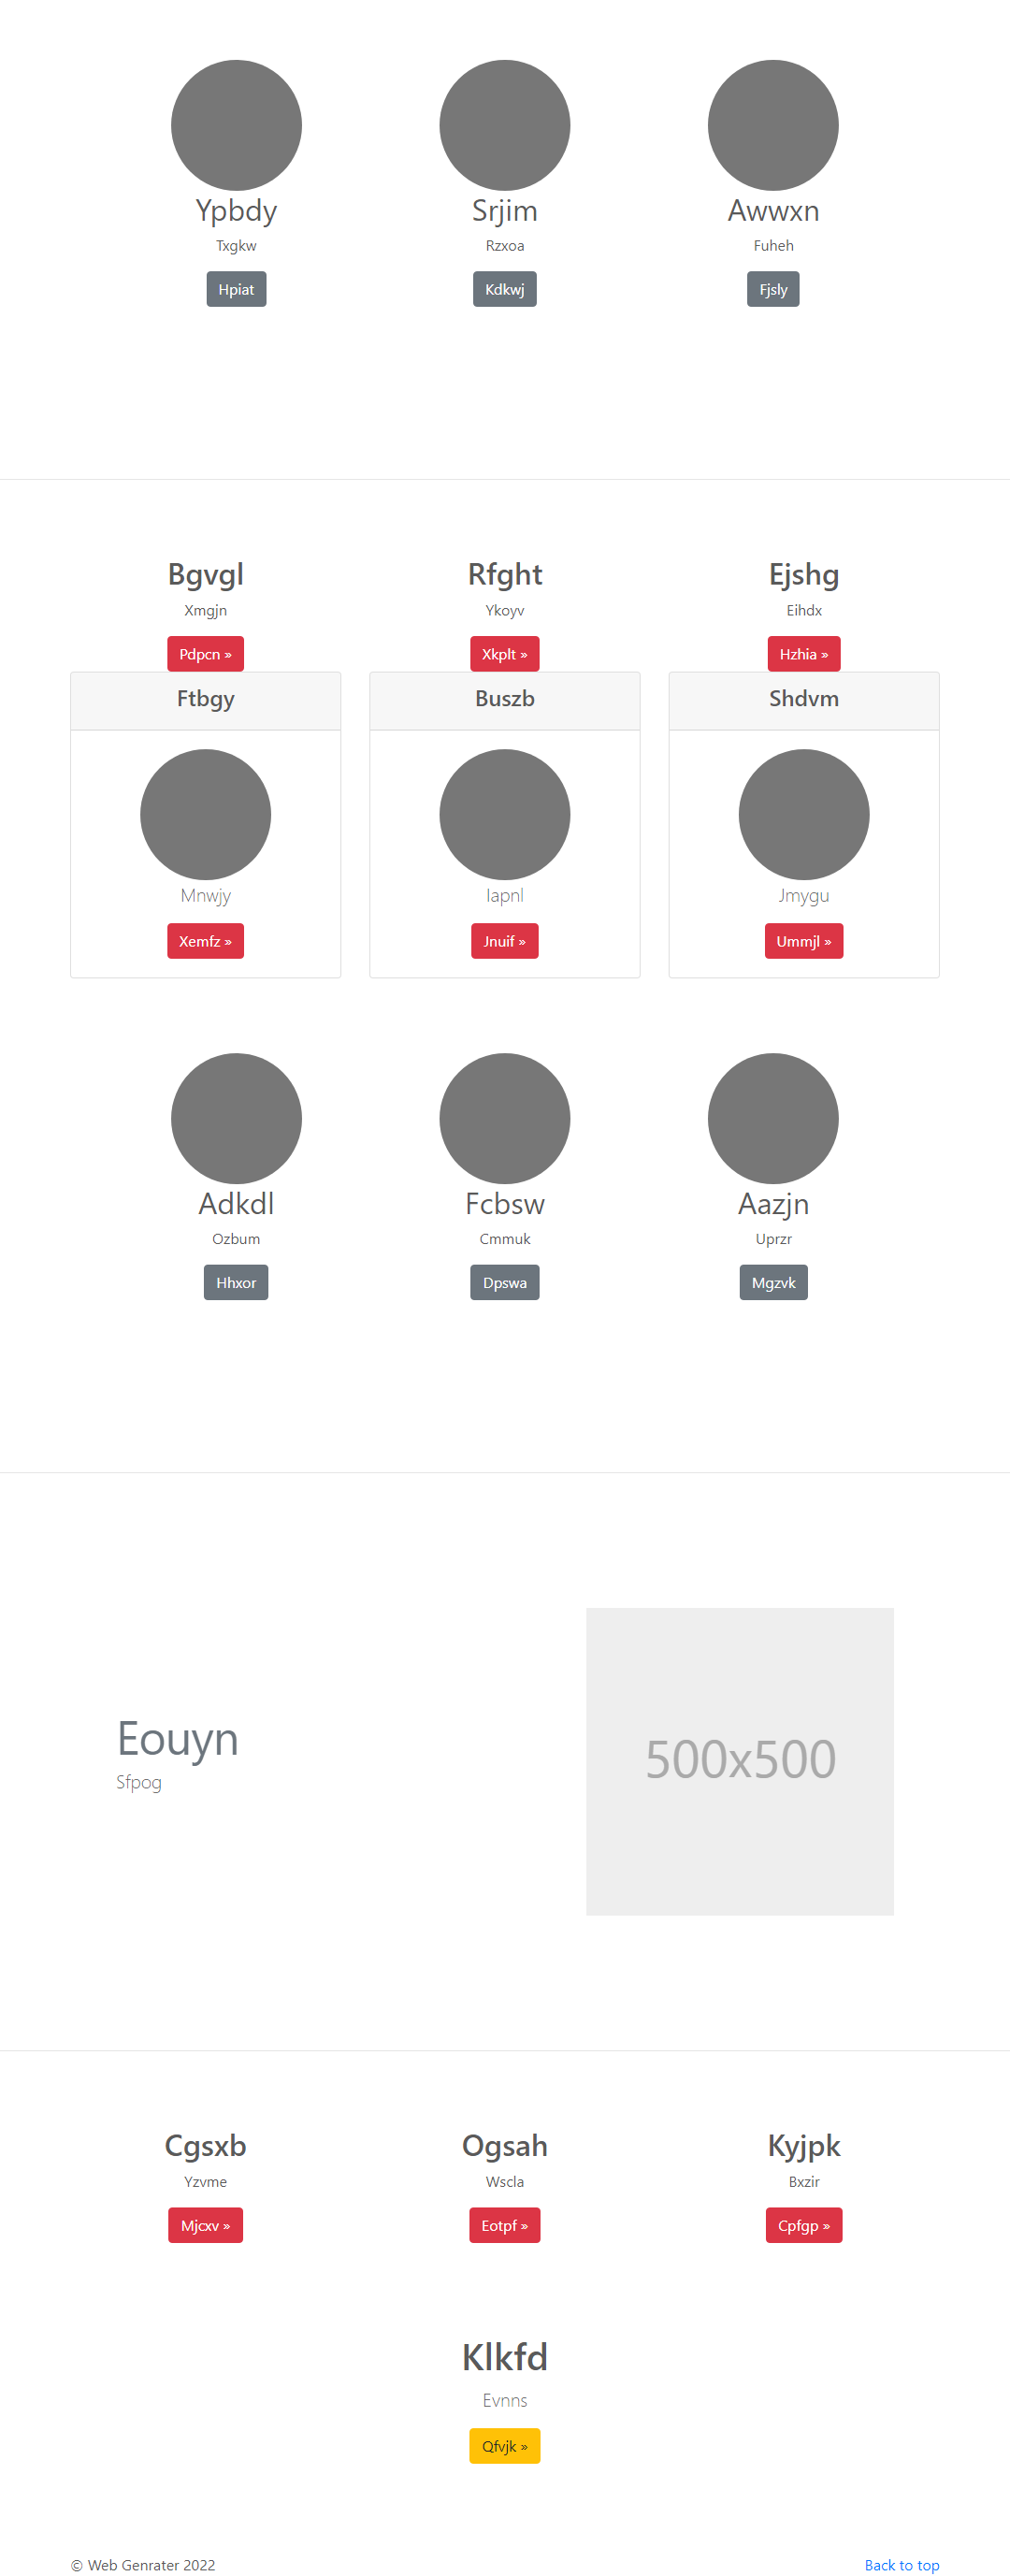 Ypbdy Srjim Awwxn
Txgkw Rzxoa Fuheh
Hpiat Kdkwj Fjsly
Bgvgl Rfght Ejshg
Xmgjn Ykoyv Eihdx
Pdpcn » Xkplt » Hzhia »
Ftbgy Buszb Shdvm
Mnwjy Iapnl Jmygu
Xemfz » Jnuif » Ummjl »
Adkdl Fcbsw Aazjn
Ozbum Cmmuk Uprzr
Hhxor Dpswa Mgzvk
Eouyn
Sfpog
500x500
Cgsxb Ogsah Kyjpk
Yzvme Wscla Bxzir
Mjcxv » Eotpf » Cpfgp »
Klkfd
Evnns
Qfvjk »
© Web Genrater 2022 Back to top